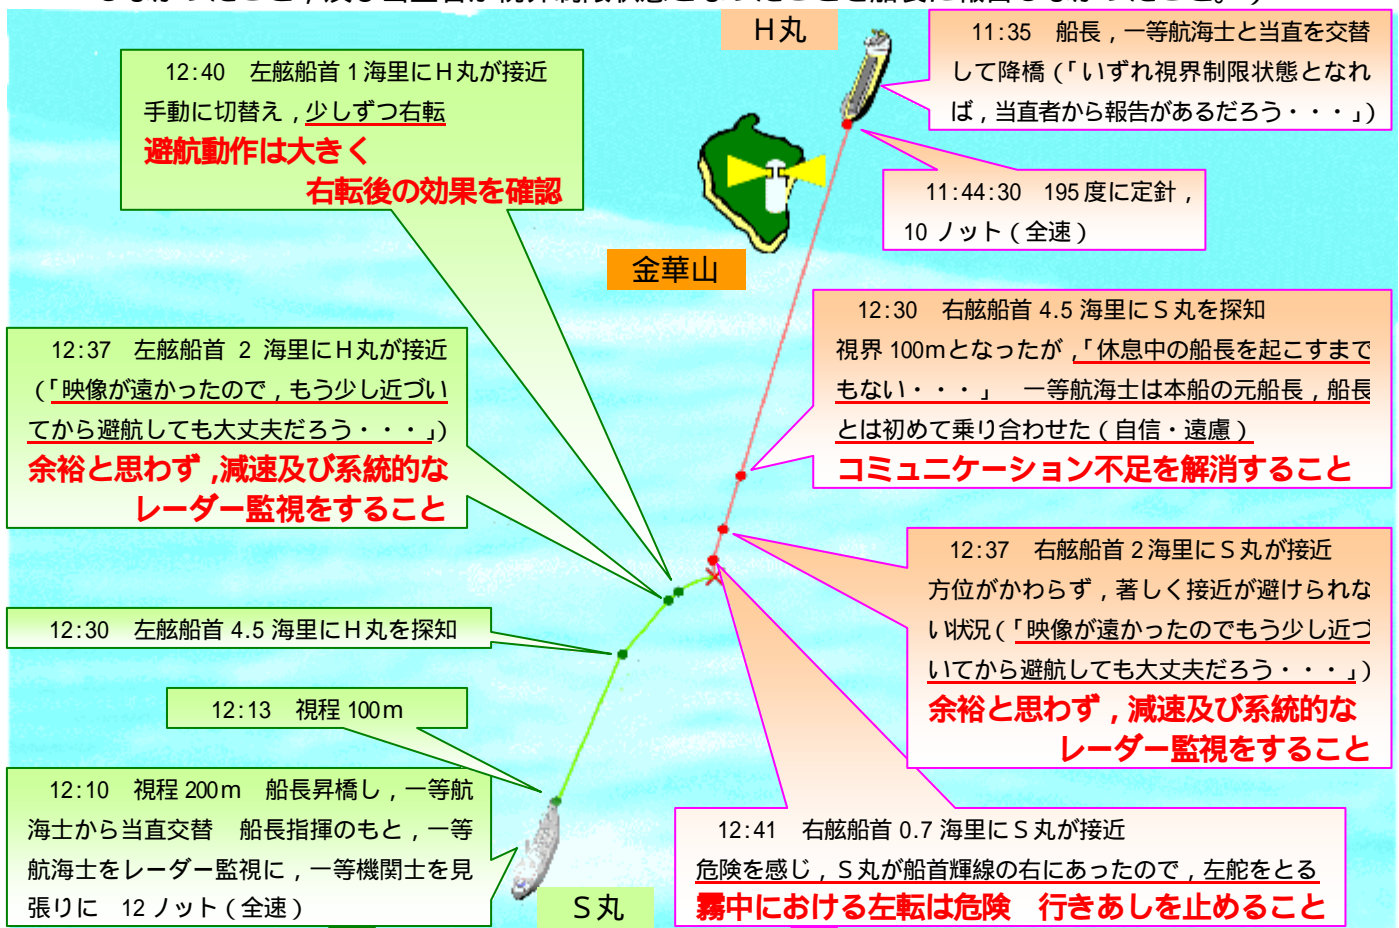 H丸
11:35 船長，一等航海士と当直を交替
して降橋（「いずれ視界制限状態となれ
ば，当直者から報告があるだろう・・・」）
12:40 左舷船首 1 海里にH丸が接近
手動に切替え，少しずつ右転
避航動作は大きく
右転後の効果を確認
11:44:30 195 度に定針，
10 ノット（全速）
金華山
12:30 右舷船首 4.5 海里にS丸を探知
視界 100mとなったが，「休息中の船長を起こすまで
もない・・・」 一等航海士は本船の元船長，船長
とは初めて乗り合わせた（自信・遠慮）
コミュニケーション不足を解消すること
12:37 左舷船首 2 海里にH丸が接近
（「映像が遠かったので，もう少し近づい
てから避航しても大丈夫だろう・・・」）
余裕と思わず，減速及び系統的な
レーダー監視をすること
12:37 右舷船首 2 海里にS丸が接近
方位がかわらず，著しく接近が避けられな
い状況（「映像が遠かったのでもう少し近づ
いてから避航しても大丈夫だろう・・・」）
余裕と思わず，減速及び系統的な
レーダー監視をすること
12:30 左舷船首 4.5 海里にH丸を探知
12:13 視程 100m
12:10 視程 200m 船長昇橋し，一等航
海士から当直交替 船長指揮のもと，一等
航海士をレーダー監視に，一等機関士を見
張りに 12 ノット（全速）
S丸
12:41 右舷船首 0.7 海里にS丸が接近
危険を感じ，S丸が船首輝線の右にあったので，左舵をとる
霧中における左転は危険 行きあしを止めること